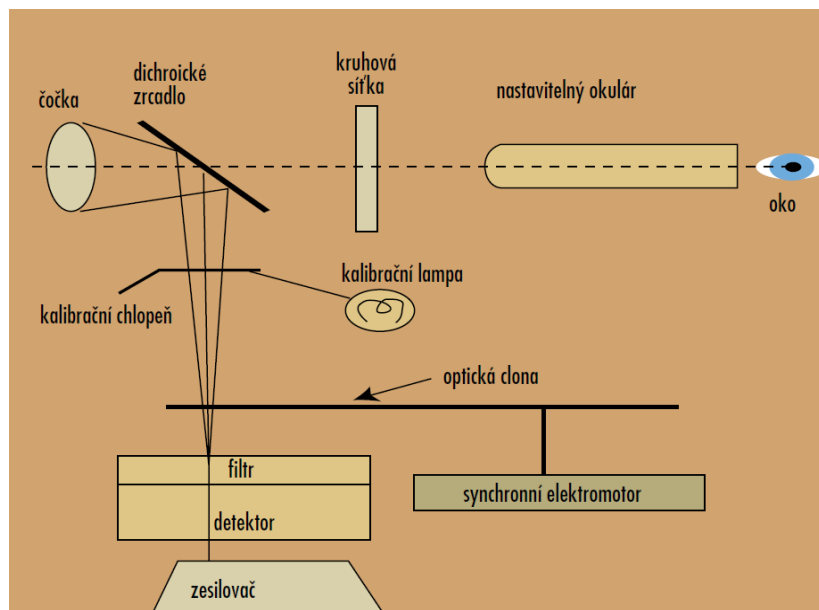 čočka
dichroické
zrcadlo
kruhová
síťka
nastavitelný okulár
oko
kalibrační chlopeň
kalibrační lampa
optická clona
filtr
detektor
synchronní elektromotor
zesilovač